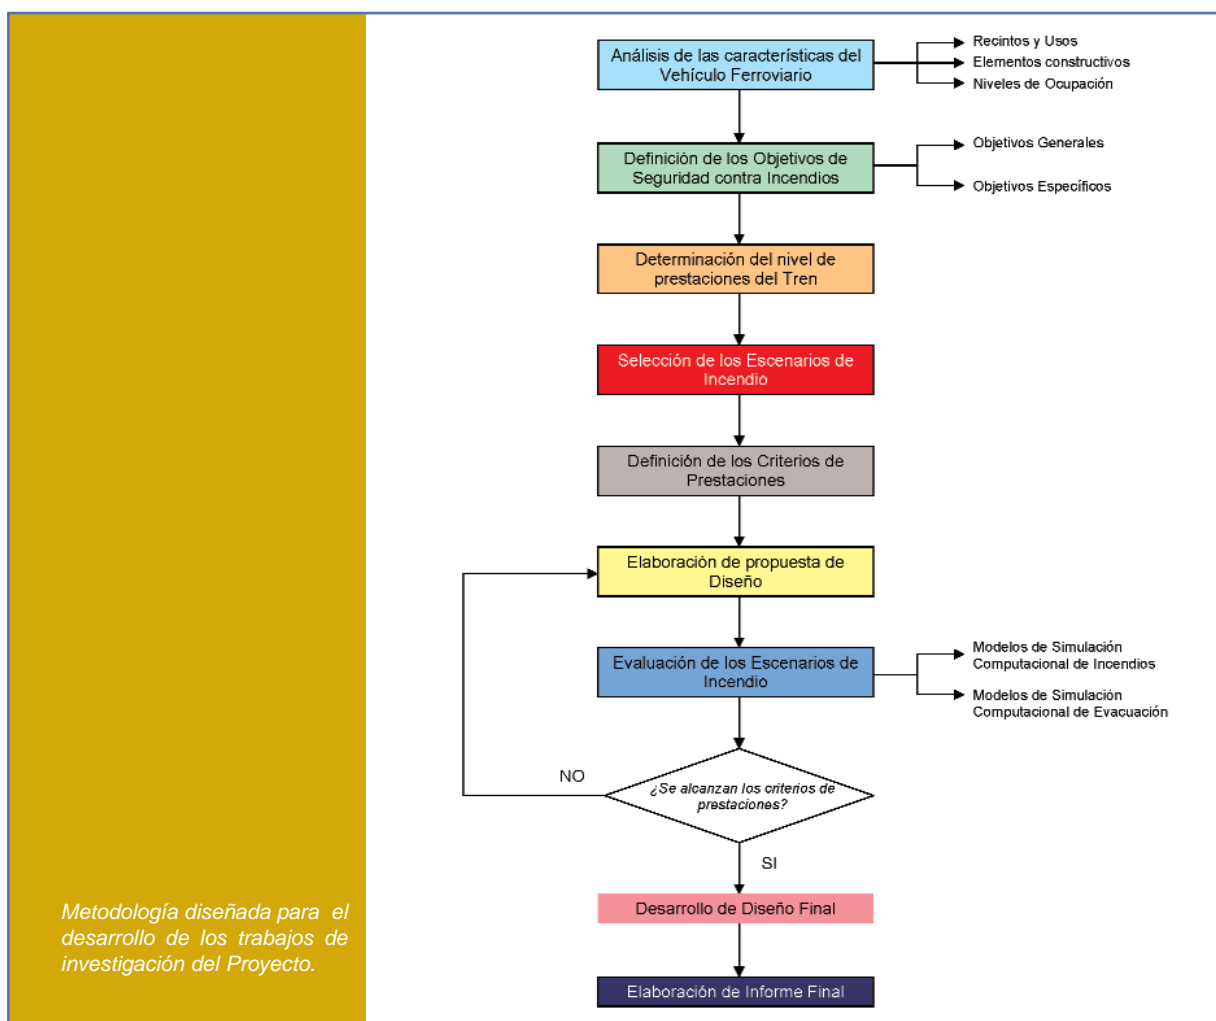 Análisis de las características del
Vehículo Ferroviario
Recintos y Usos
Elementos constructivos
Niveles de Ocupación
Definición de los Objetivos de
Seguridad contra Incendios
Objetivos Generales
Objetivos Específicos
Determinación del nivel de
prestaciones del Tren
Selección de los Escenarios de
Incendio
Definición de los Criterios de
Prestaciones
Elaboración de propuesta de
Diseño
Evaluación de los Escenarios de
Incendio
Modelos de Simulación
Computacional de Incendios
Modelos de Simulación
Computacional de Evacuación
NO
¿Se alcanzan los criterios de
prestaciones?
SI
Desarrollo de Diseño Final
Elaboración de Informe Final
Metodología diseñada para el
desarrollo de los trabajos de
investigación del Proyecto.